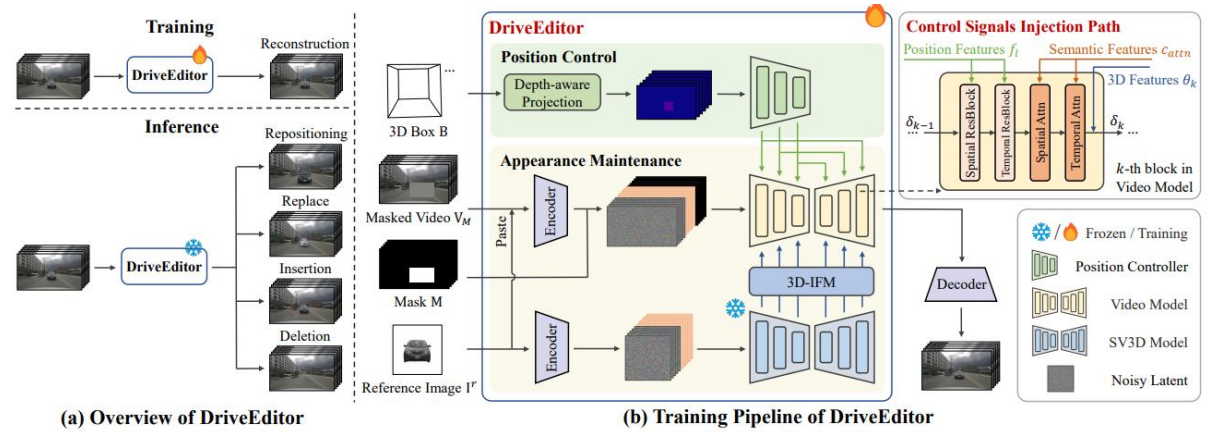 Training
DriveEditor
Reconstruction
Inference
DriveEditor
Repositioning
Replace
Insertion
Deletion
(a) Overview of DriveEditor
DriveEditor
Position Control
3D Box B
...
Depth-aware
Projection
Appearance Maintenance
Masked Video V_M
Mask M
Reference Image I^r
Paste
Encoder
Encoder
3D-IFM
Decoder
(b) Training Pipeline of DriveEditor
Control Signals Injection Path
Position Features f_l
Semantic Features c_attn
3D Features θ_k
δ_{k-1}
...
Spatial ResBlock
Temporal ResBlock
Spatial Attn
Temporal Attn
δ_k
...
k-th block in
Video Model
/ Frozen / Training
Position Controller
Video Model
SV3D Model
Noisy Latent